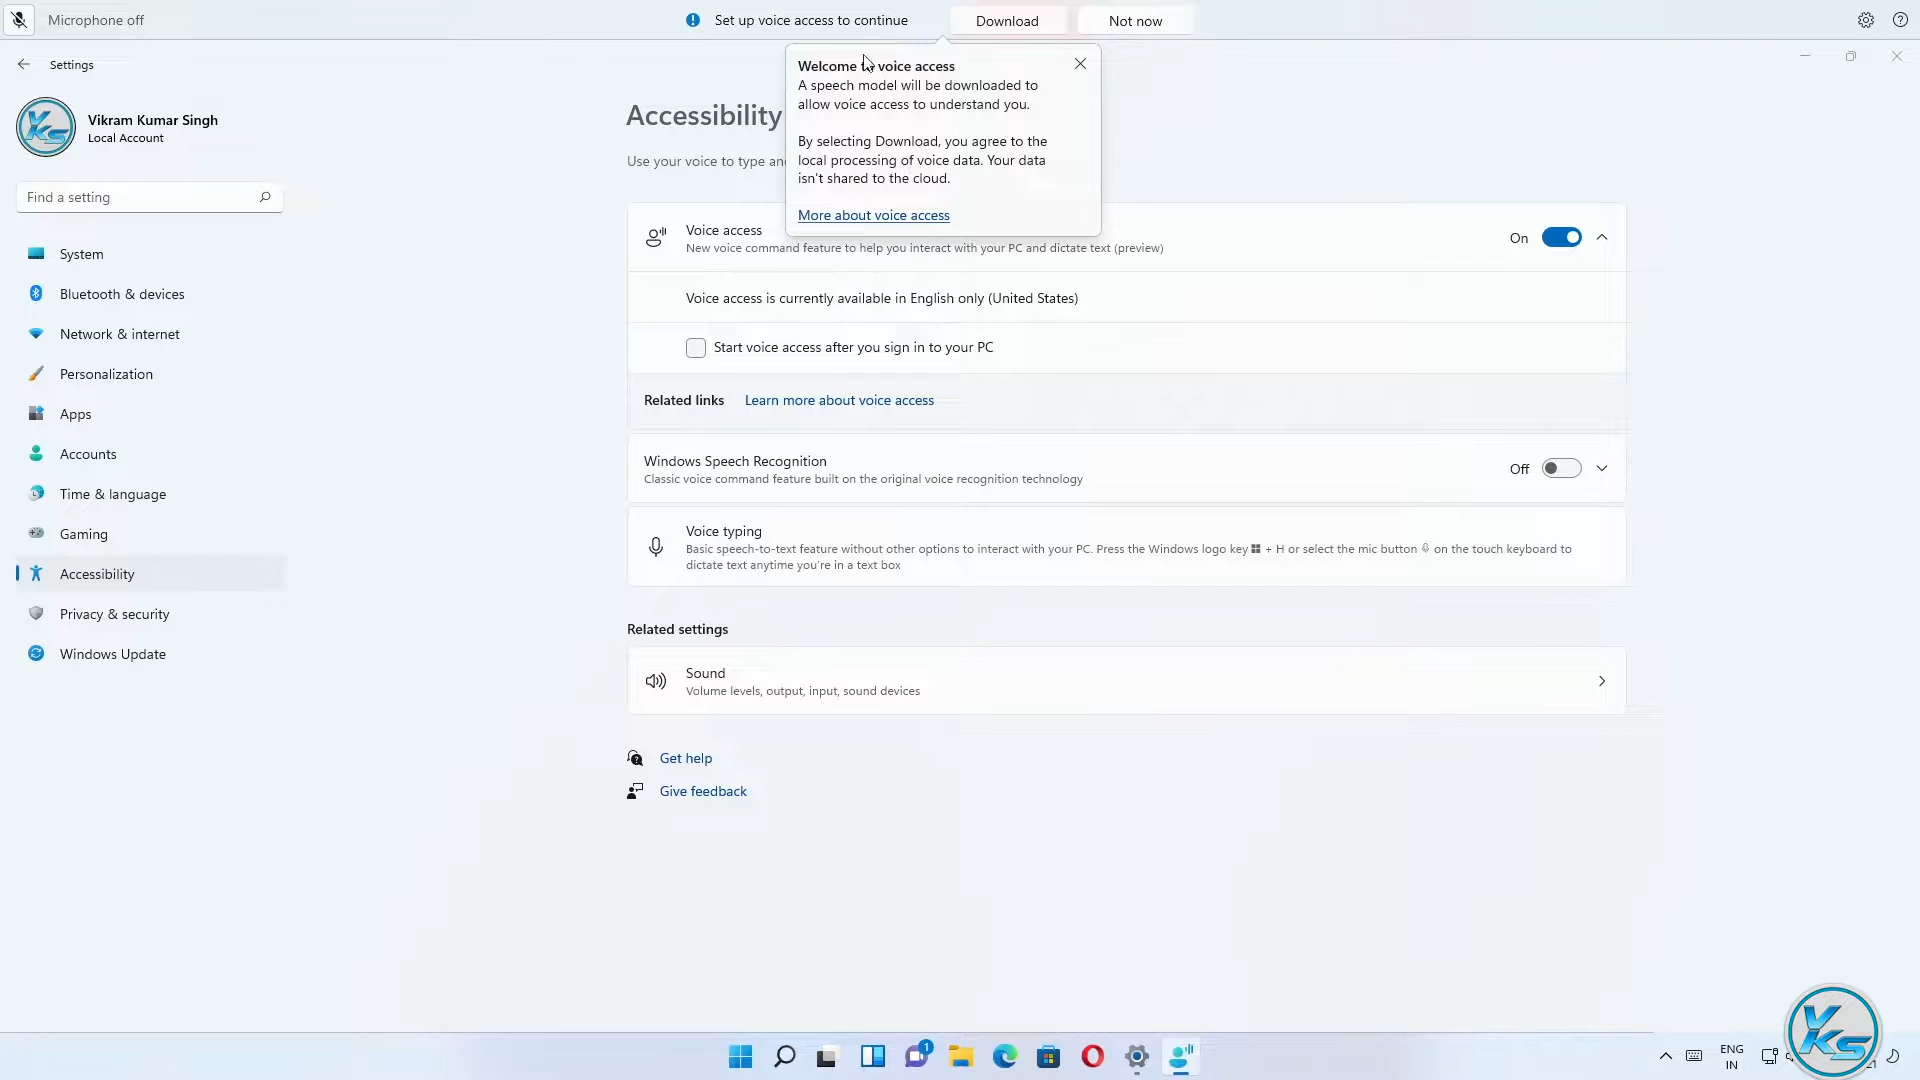 Microphone off
Set up voice access to continue
Download
Not now
Settings
Welcome to voice access
A speech model will be downloaded to
allow voice access to understand you.
By selecting Download, you agree to the
local processing of voice data. Your data
isn't shared to the cloud.
More about voice access
VKS
Vikram Kumar Singh
Local Account
Find a setting
System
Bluetooth & devices
Network & internet
Personalization
Apps
Accounts
Time & language
Gaming
Accessibility
Privacy & security
Windows Update
Accessibility
Use your voice to type
Voice access
New voice command feature to help you interact with your PC and dictate text (preview)
On
Voice access is currently available in English only (United States)
Start voice access after you sign in to your PC
Related links
Learn more about voice access
Windows Speech Recognition
Classic voice command feature built on the original voice recognition technology
Off
Voice typing
Basic speech-to-text feature without other options to interact with your PC. Press the Windows logo key + H or select the mic button on the touch keyboard to
dictate text anytime you're in a text box
Related settings
Sound
Volume levels, output, input, sound devices
Get help
Give feedback
1
ENG
IN
VKS